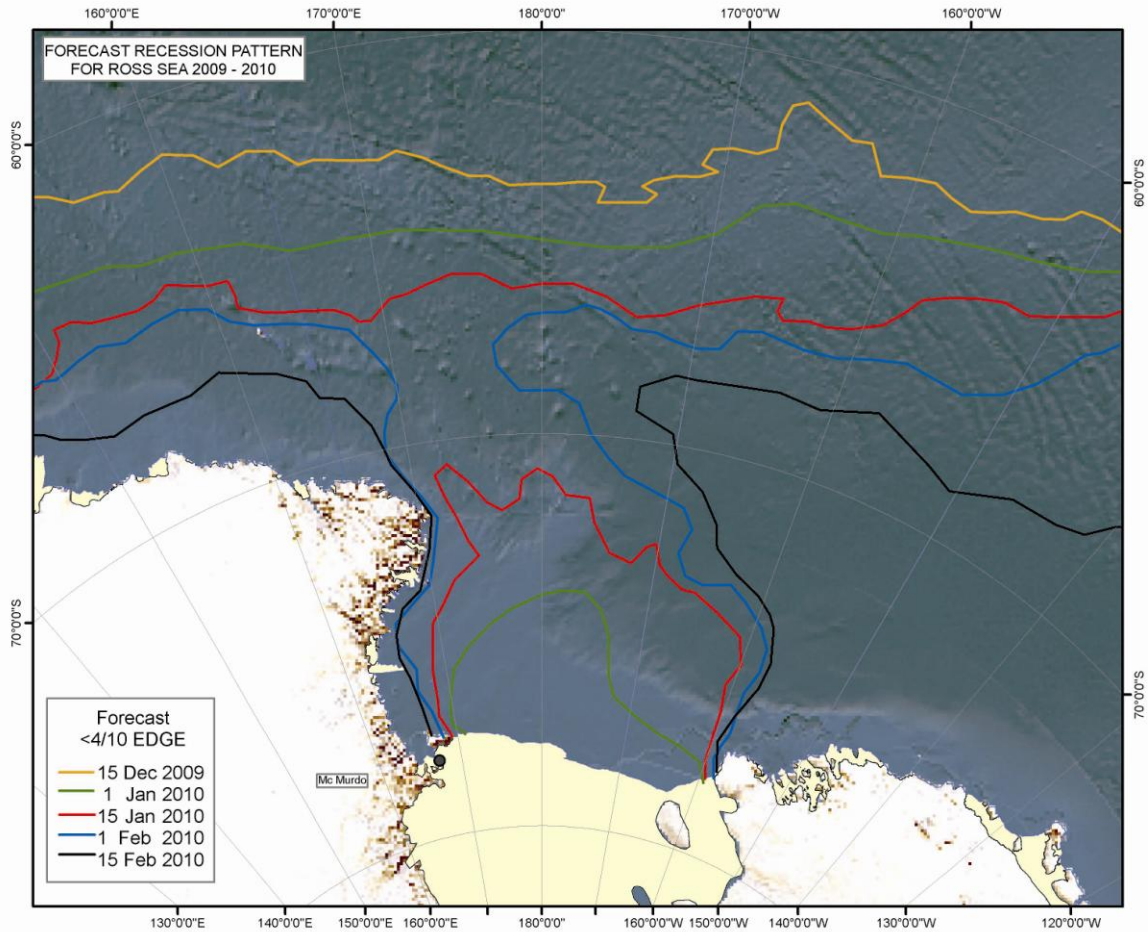 160°0'0"E 170°0'0"E 180°0'0" 170°0'0"W 160°0'0"W
FORECAST RECESSION PATTERN
FOR ROSS SEA 2009 - 2010
60°0'0"S
60°0'0"S
70°0'0"S
70°0'0"S
Mc Murdo
Forecast
<4/10 EDGE
15 Dec 2009
1 Jan 2010
15 Jan 2010
1 Feb 2010
15 Feb 2010
130°0'0"E 140°0'0"E 150°0'0"E 160°0'0"E 180°0'0" 160°0'0"W 150°0'0"W 140°0'0"W 130°0'0"W 120°0'0"W